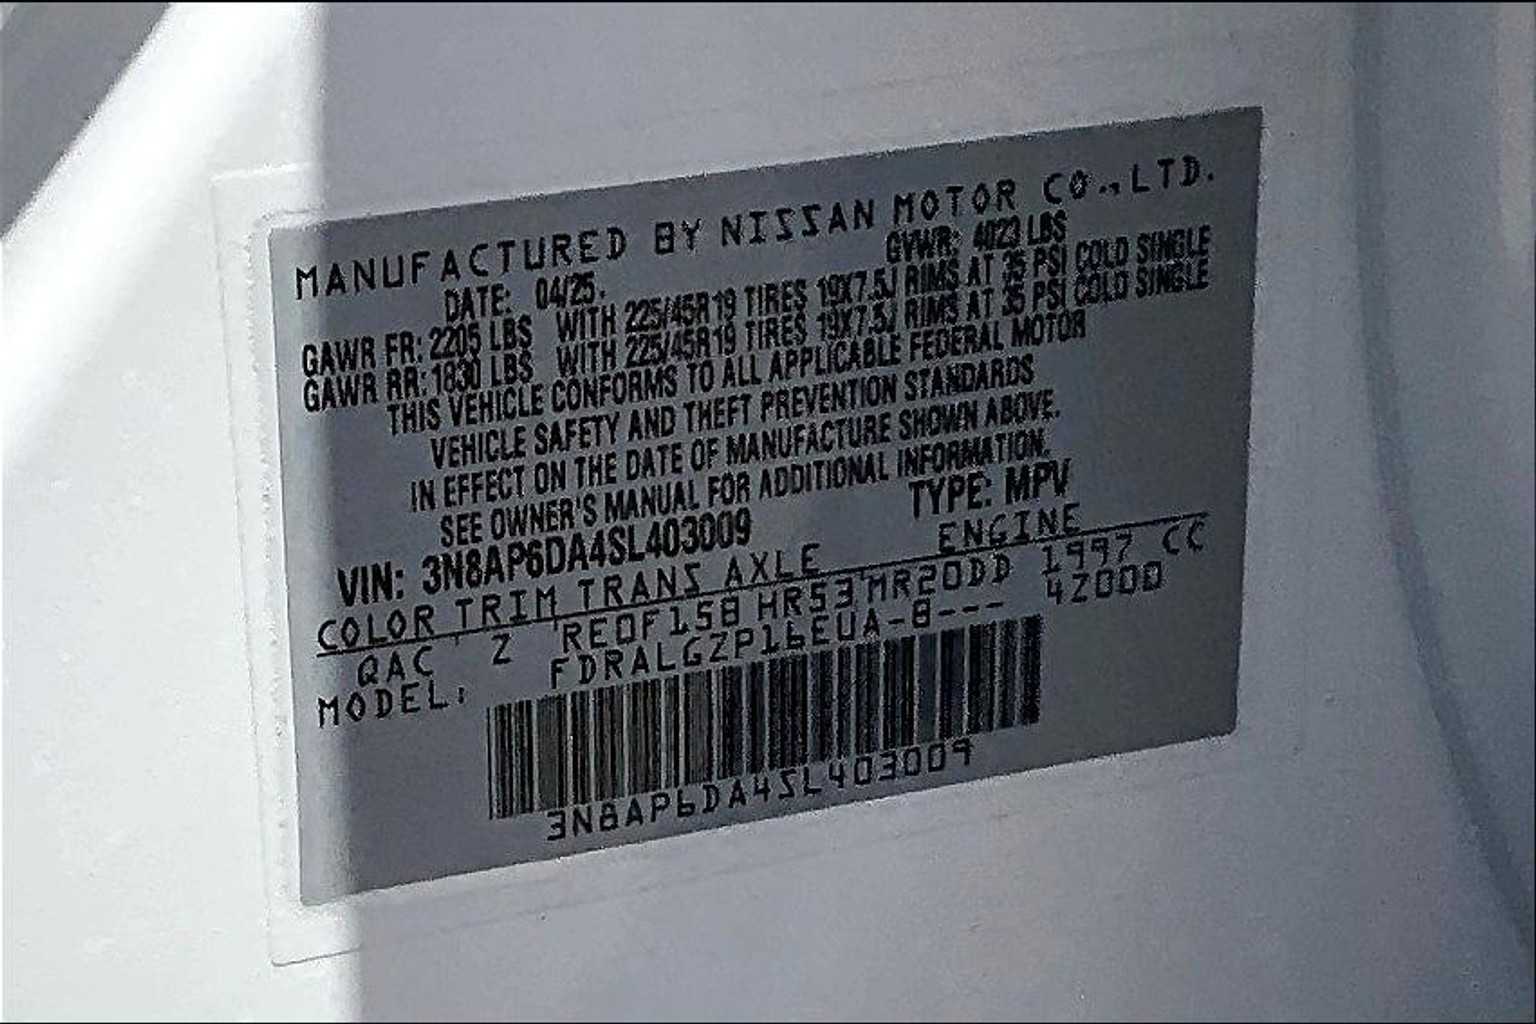 MANUFACTURED BY NISSAN MOTOR CO., LTD.
DATE: 04/25. GVWR: 4023 LBS
GAWR FR: 2205 LBS WITH 225/45R19 TIRES 19X7.5J RIMS AT 35 PSI COLD SINGLE
GAWR RR: 1830 LBS WITH 225/45R19 TIRES 19X7.5J RIMS AT 35 PSI COLD SINGLE
THIS VEHICLE CONFORMS TO ALL APPLICABLE FEDERAL MOTOR
VEHICLE SAFETY AND THEFT PREVENTION STANDARDS
IN EFFECT ON THE DATE OF MANUFACTURE SHOWN ABOVE.
SEE OWNER'S MANUAL FOR ADDITIONAL INFORMATION.
VIN: 3N8AP6DA4SL403009 TYPE: MPV
COLOR TRIM TRANS AXLE ENGINE
QAC Z RE0F15B HR53 MR20DD 1997 CC
MODEL: FDRALGZP16EUA-8--- 42000
3N8AP6DA4SL403009